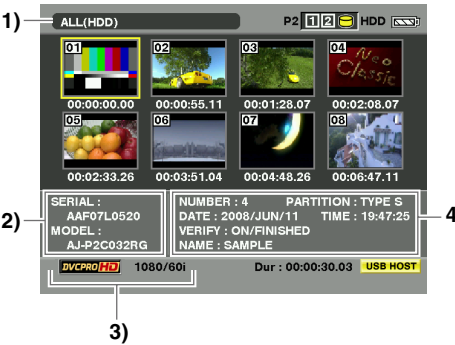 1)
ALL(HDD)
P2 1 2 HDD
01 02 03 04
Neo Classic
00:00:00.00 00:00:55.11 00:01:28.07 00:02:08.07
05 06 07 08
00:02:33.26 00:03:51.04 00:04:48.26 00:06:47.11
2)
SERIAL :
AAF07L0520
MODEL :
AJ-P2C032RG
NUMBER : 4 PARTITION : TYPE S
DATE : 2008/JUN/11 TIME : 19:47:25
VERIFY : ON/FINISHED
NAME : SAMPLE
4
DVCPRO HD 1080/60i Dur : 00:00:30.03 USB HOST
3)